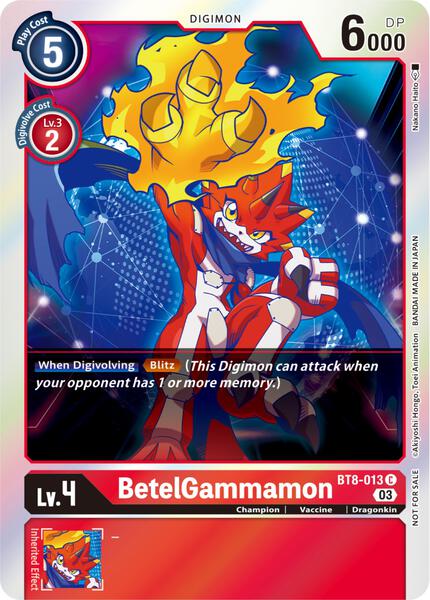 Play Cost
5
DIGIMON
DP
6000
Digivolve Cost
Lv.3
2
Nakano Haito
©Akiyoshi Hongo, Toei Animation BANDAI MADE IN JAPAN
NOT FOR SALE
When Digivolving Blitz (This Digimon can attack when
your opponent has 1 or more memory.)
Lv.4
BetelGammamon
BT8-013 C
03
Champion | Vaccine | Dragonkin
Inherited Effect
–